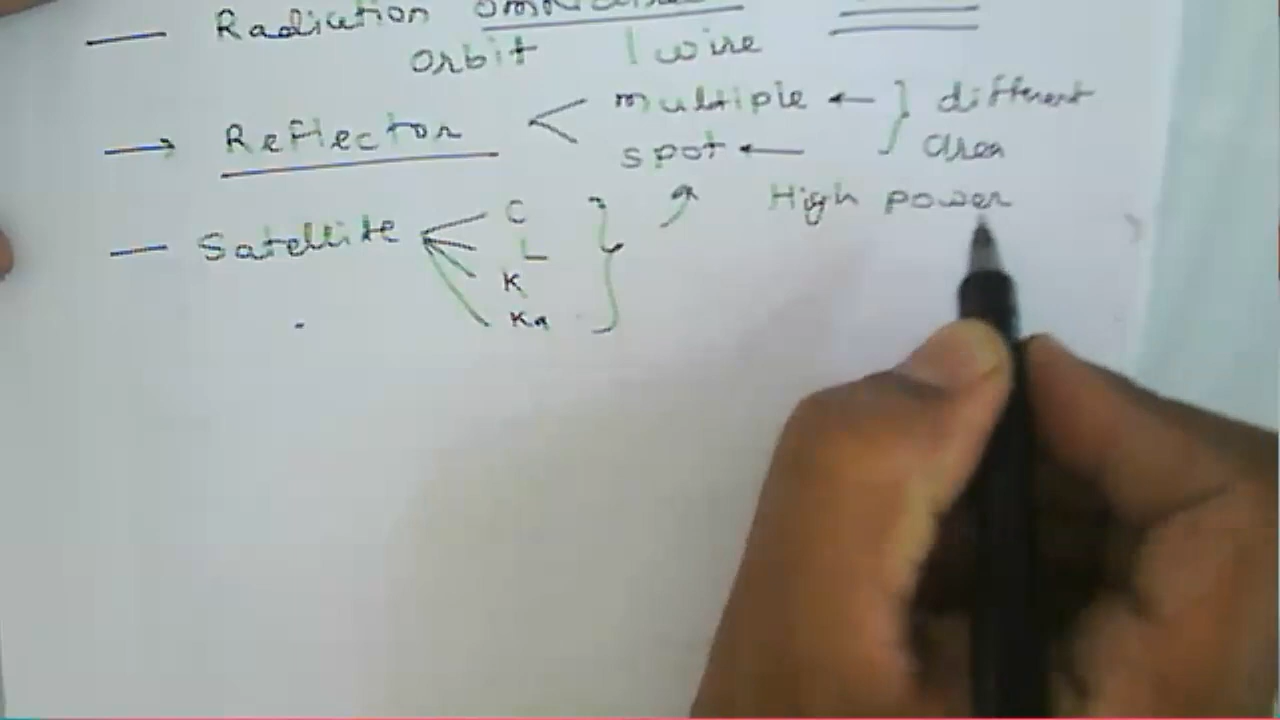 — Radiation
orbit | wire
→ Reflector < multiple ← } different
spot ← area
High power
— Satellite C
L
K
Ka